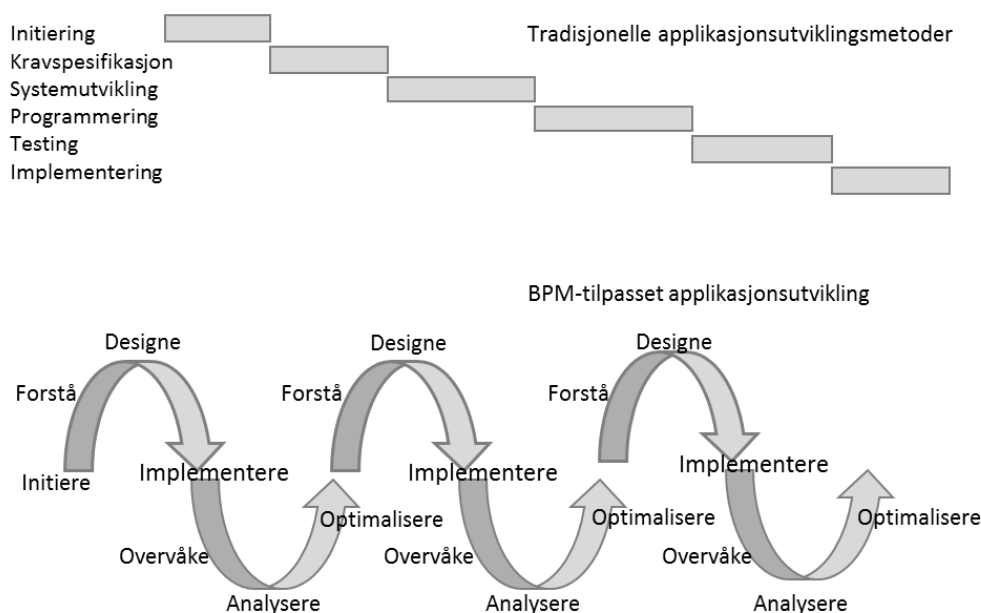 Initiering
Tradisjonelle applikasjonsutviklingsmetoder
Kravspesifikasjon
Systemutvikling
Programmering
Testing
Implementering
BPM-tilpasset applikasjonsutvikling
Designe
Designe
Designe
Forstå
Forstå
Forstå
Initiere
Implementere
Implementere
Implementere
Optimalisere
Optimalisere
Optimalisere
Overvåke
Overvåke
Overvåke
Analysere
Analysere
Analysere